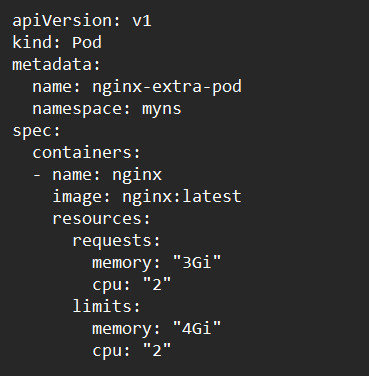 apiVersion: v1
kind: Pod
metadata:
  name: nginx-extra-pod
  namespace: myns
spec:
  containers:
  - name: nginx
    image: nginx:latest
    resources:
      requests:
        memory: "3Gi"
        cpu: "2"
      limits:
        memory: "4Gi"
        cpu: "2"